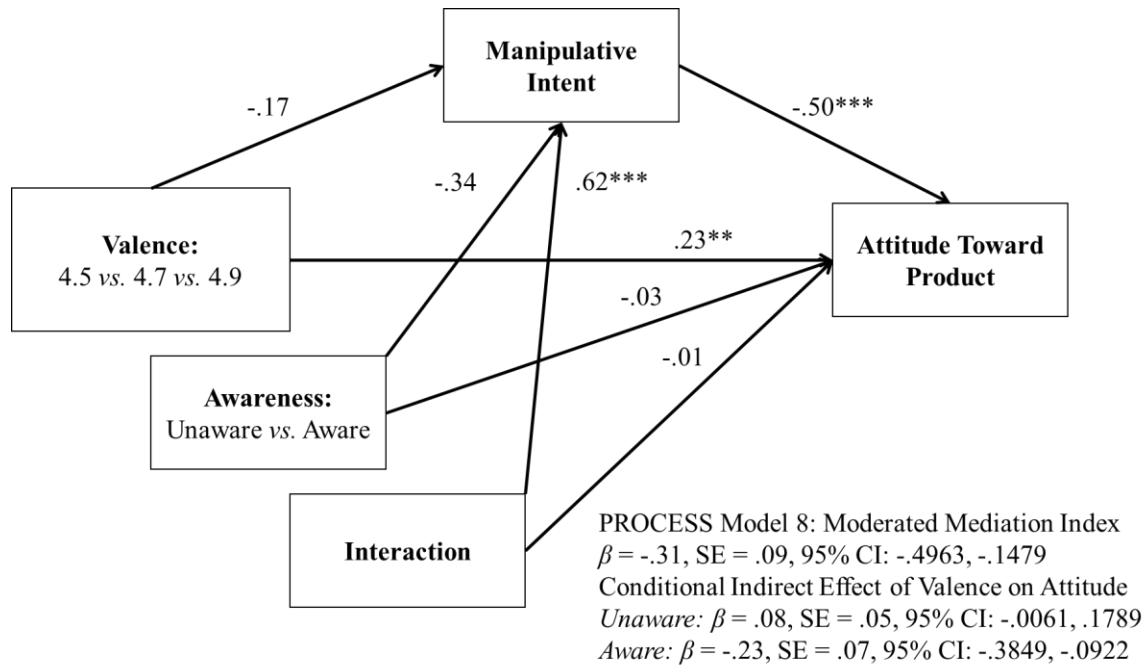 Manipulative
Intent
-.17
-.50***
-.34
.62***
Valence:
4.5 vs. 4.7 vs. 4.9
.23**
Attitude Toward
Product
-.03
-.01
Awareness:
Unaware vs. Aware
Interaction
PROCESS Model 8: Moderated Mediation Index
β = -.31, SE = .09, 95% CI: -.4963, -.1479
Conditional Indirect Effect of Valence on Attitude
Unaware: β = .08, SE = .05, 95% CI: -.0061, .1789
Aware: β = -.23, SE = .07, 95% CI: -.3849, -.0922